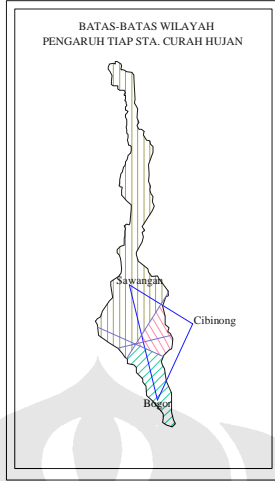 BATAS-BATAS WILAYAH
PENGARUH TIAP STA. CURAH HUJAN
Sawangan
Cibinong
Bogor